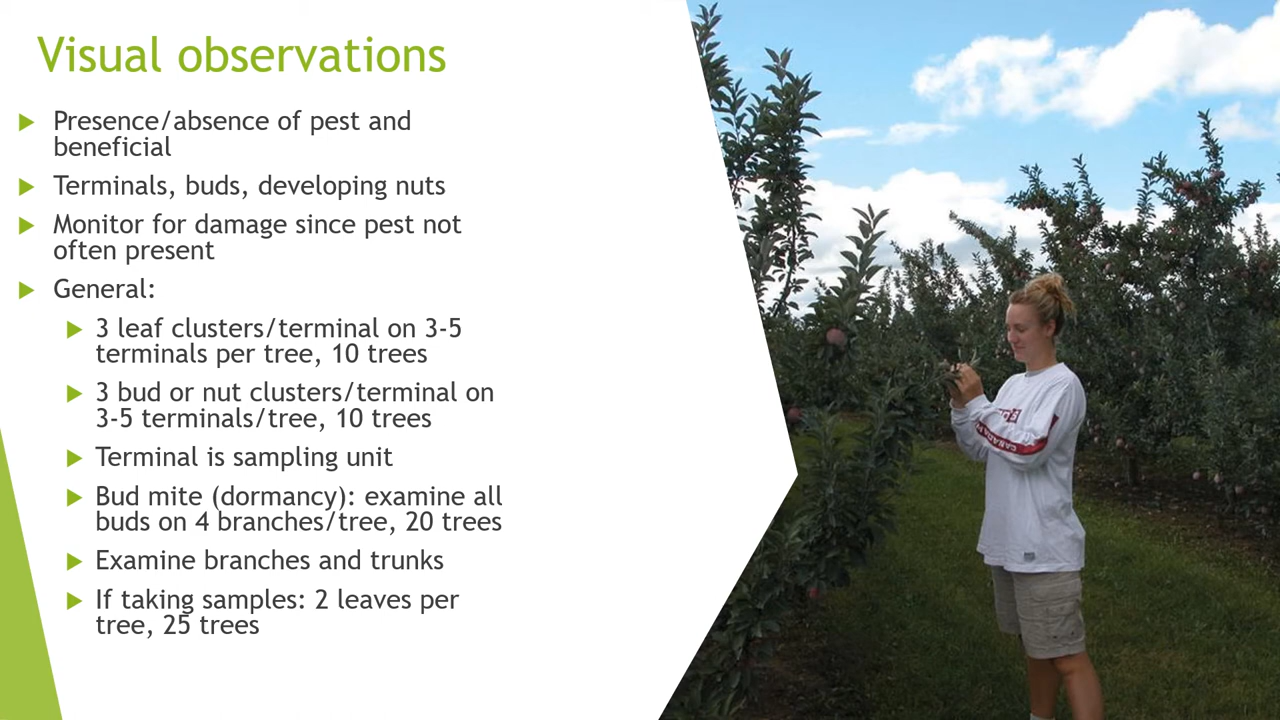 Visual observations
Presence/absence of pest and
beneficial
Terminals, buds, developing nuts
Monitor for damage since pest not
often present
General:
3 leaf clusters/terminal on 3-5
terminals per tree, 10 trees
3 bud or nut clusters/terminal on
3-5 terminals/tree, 10 trees
Terminal is sampling unit
Bud mite (dormancy): examine all
buds on 4 branches/tree, 20 trees
Examine branches and trunks
If taking samples: 2 leaves per
tree, 25 trees